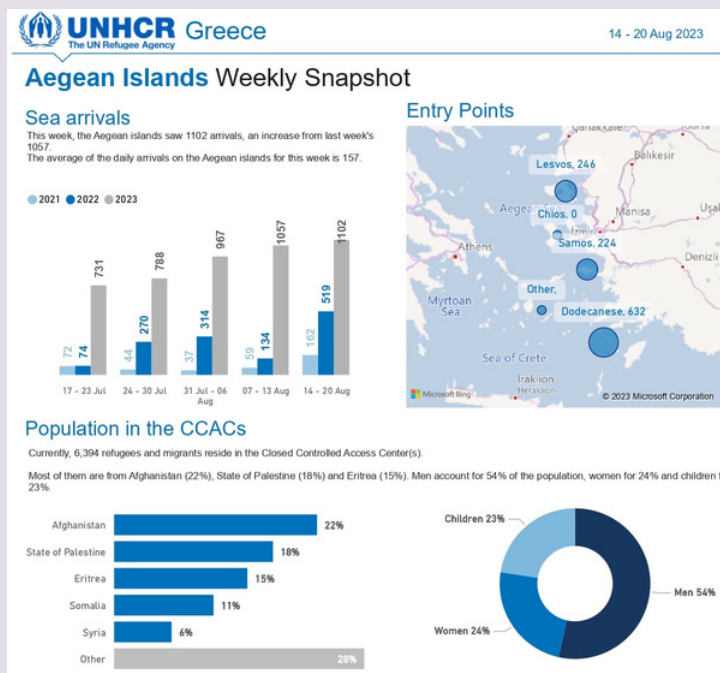 UNHCR Greece
The UN Refugee Agency
14 - 20 Aug 2023
Aegean Islands Weekly Snapshot
Sea arrivals
This week, the Aegean islands saw 1102 arrivals, an increase from last week's
1057.
The average of the daily arrivals on the Aegean islands for this week is 157.
2021 2022 2023
72 74 731
44 270 788
37 314 967
59 134 1057
162 519 1102
17 - 23 Jul 24 - 30 Jul 31 Jul - 06 07 - 13 Aug 14 - 20 Aug
Aug
Entry Points
Lesvos, 246
Balıkesir
Chios, 0
Manisa
Samos, 224
Athens
Denizli
Other,
Myrtoan
Sea
Dodecanese, 632
Sea of Crete
Iraklion
Heraklion
Microsoft Bing
© 2023 Microsoft Corporation
Population in the CCACs
Currently, 6,394 refugees and migrants reside in the Closed Controlled Access Center(s).
Most of them are from Afghanistan (22%), State of Palestine (18%) and Eritrea (15%). Men account for 54% of the population, women for 24% and children
23%.
Afghanistan 22%
State of Palestine 18%
Eritrea 15%
Somalia 11%
Syria 6%
Other 28%
Children 23%
Men 54%
Women 24%